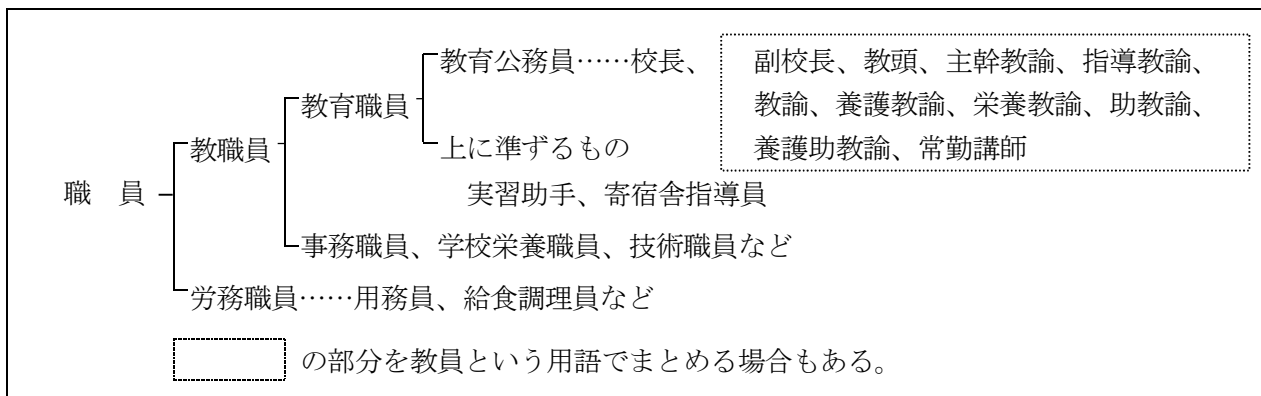 教育公務員……校長、 副校長、教頭、主幹教諭、指導教諭、
教育職員 教諭、養護教諭、栄養教諭、助教諭、
教職員 上に準ずるもの 養護助教諭、常勤講師
職 員 実習助手、寄宿舎指導員
事務職員、学校栄養職員、技術職員など
労務職員……用務員、給食調理員など
の部分を教員という用語でまとめる場合もある。